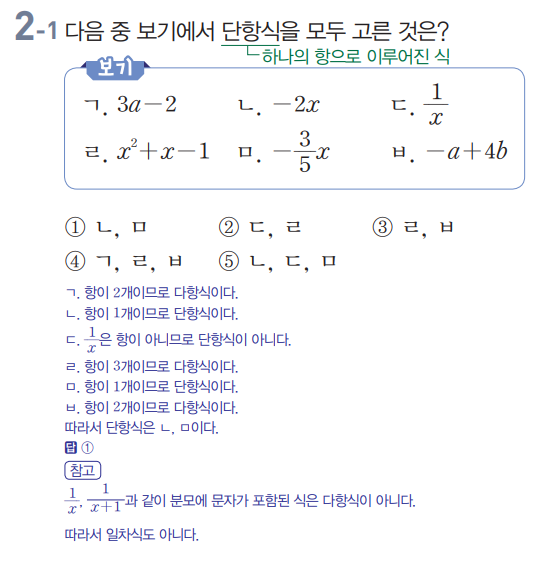 2-1 다음 중 보기에서 단항식을 모두 고른 것은?
하나의 항으로 이루어진 식
보기
ㄱ. 3a-2 ㄴ. -2x ㄷ. 1/x
ㄹ. x²+x-1 ㅁ. -3/5x ㅂ. -a+4b
① ㄴ, ㅁ ② ㄷ, ㄹ ③ ㄹ, ㅂ
④ ㄱ, ㄹ, ㅂ ⑤ ㄴ, ㄷ, ㅁ
ㄱ. 항이 2개이므로 다항식이다.
ㄴ. 항이 1개이므로 단항식이다.
ㄷ. 1/x은 항이 아니므로 단항식이 아니다.
ㄹ. 항이 3개이므로 다항식이다.
ㅁ. 항이 1개이므로 단항식이다.
ㅂ. 항이 2개이므로 다항식이다.
따라서 단항식은 ㄴ, ㅁ이다.
답 ①
참고
1/x, 1/(x+1)과 같이 분모에 문자가 포함된 식은 다항식이 아니다.
따라서 일차식도 아니다.